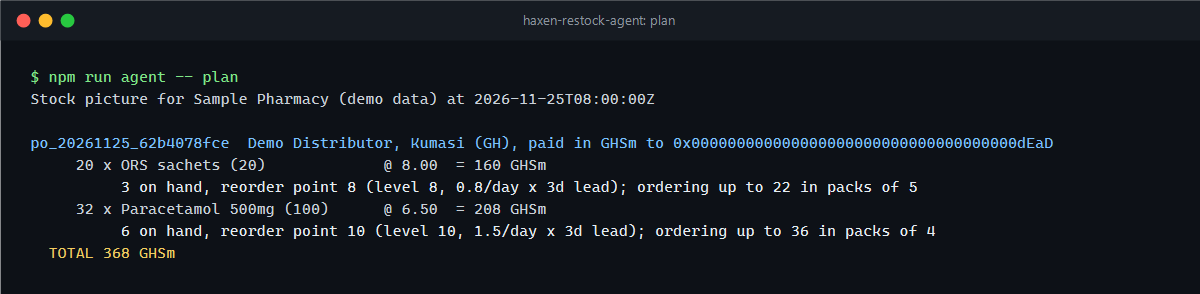 haxen-restock-agent: plan
$ npm run agent -- plan
Stock picture for Sample Pharmacy (demo data) at 2026-11-25T08:00:00Z
po_20261125_62b4078fce  Demo Distributor, Kumasi (GH), paid in GHSm to 0x000000000000000000000000000000000000dEaD
20 x ORS sachets (20)             @ 8.00  = 160 GHSm
3 on hand, reorder point 8 (level 8, 0.8/day x 3d lead); ordering up to 22 in packs of 5
32 x Paracetamol 500mg (100)      @ 6.50  = 208 GHSm
6 on hand, reorder point 10 (level 10, 1.5/day x 3d lead); ordering up to 36 in packs of 4
TOTAL 368 GHSm